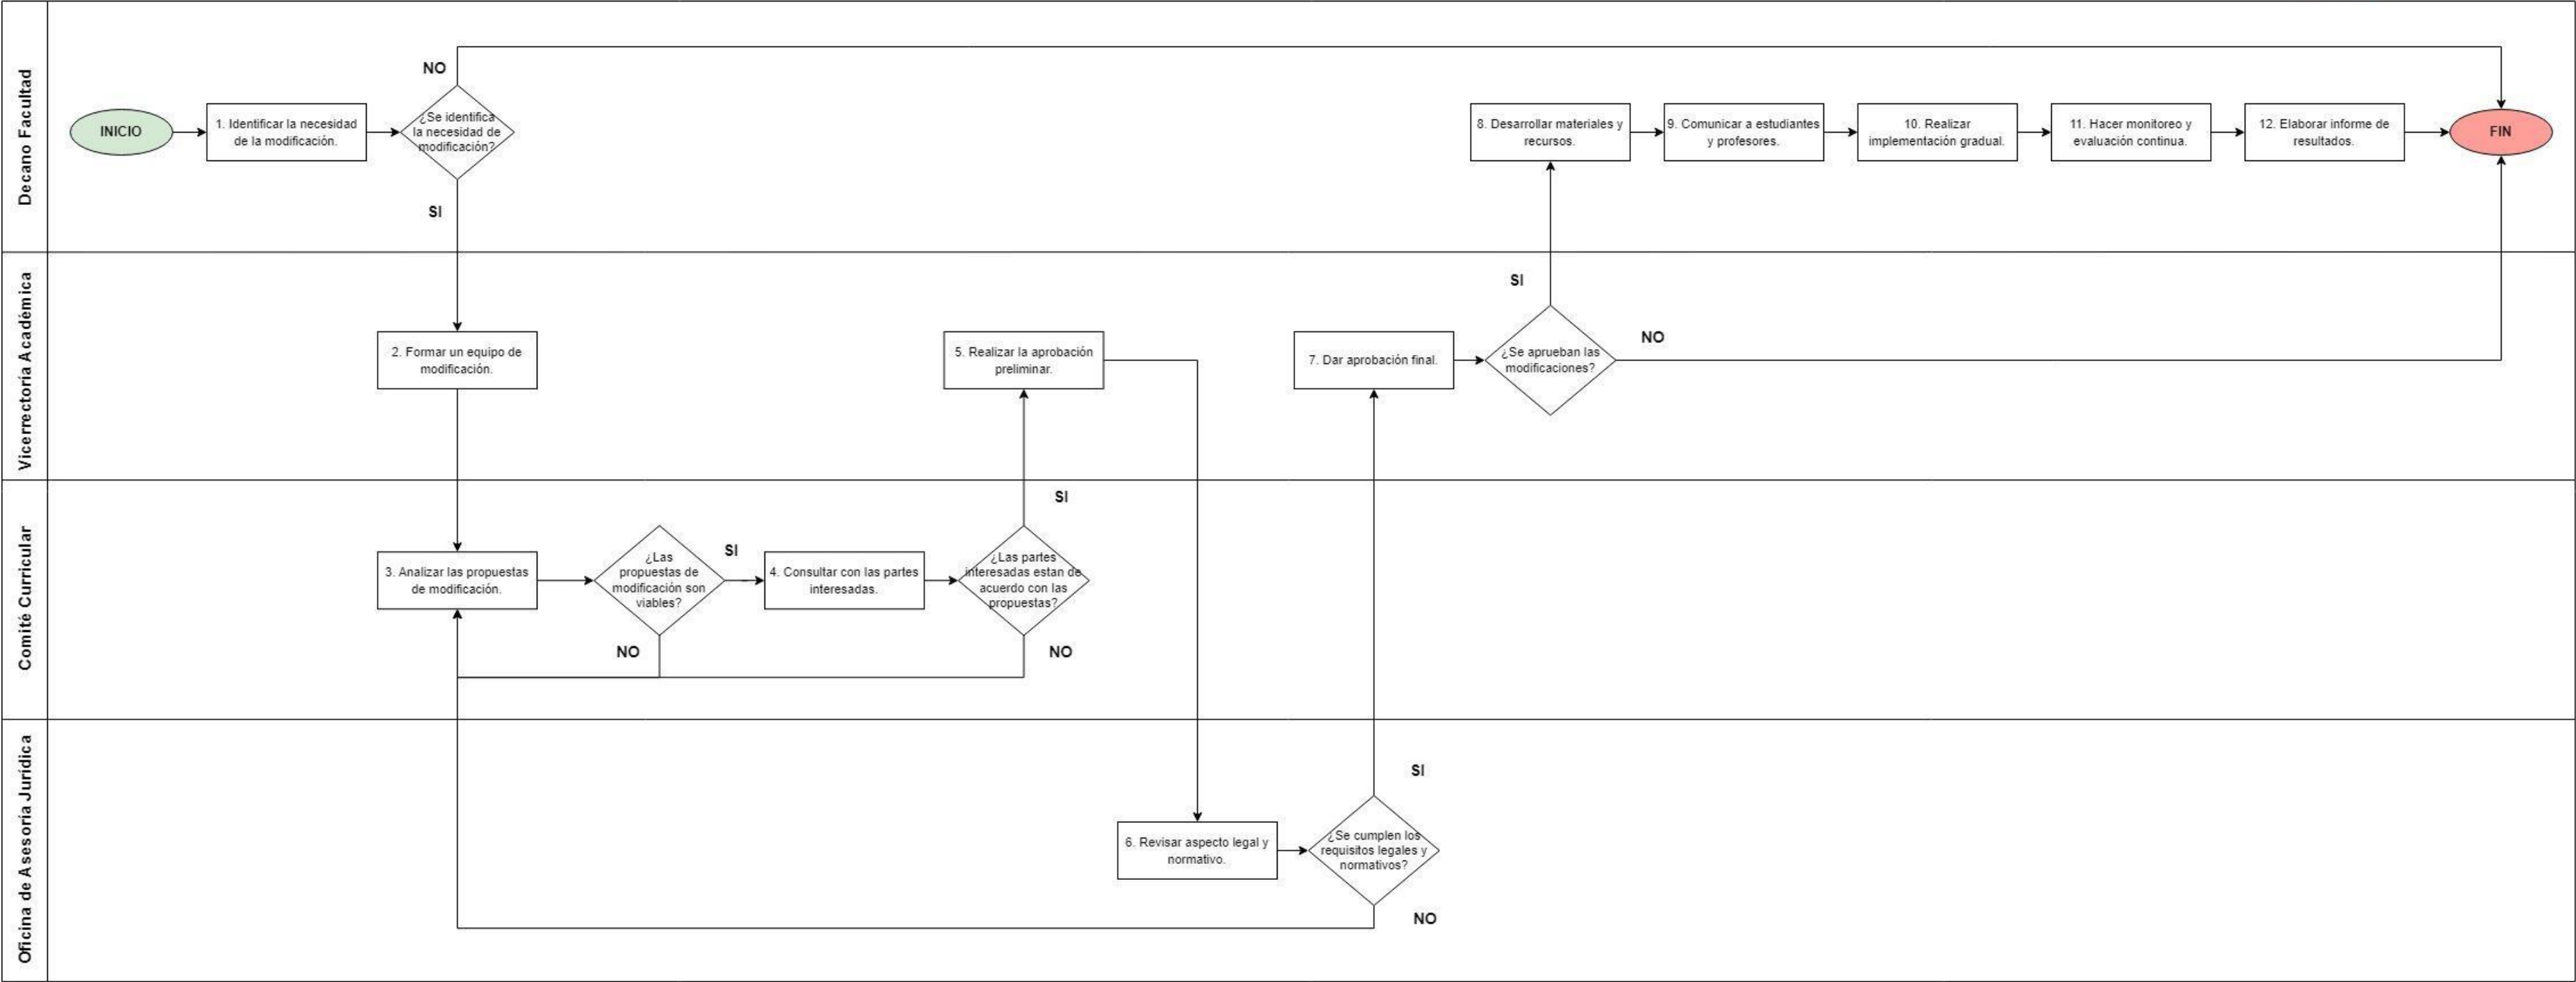 Decano Facultad
NO
INICIO
1. Identificar la necesidad
de la modificación.
¿Se identifica
la necesidad de
modificación?
SI
8. Desarrollar materiales y
recursos.
9. Comunicar a estudiantes
y profesores.
10. Realizar
implementación gradual.
11. Hacer monitoreo y
evaluación continua.
12. Elaborar informe de
resultados.
FIN
Vicerrectoría Académica
2. Formar un equipo de
modificación.
5. Realizar la aprobación
preliminar.
7. Dar aprobación final.
SI
¿Se aprueban las
modificaciones?
NO
Comité Curricular
3. Analizar las propuestas
de modificación.
¿Las
propuestas de
modificación son
viables?
SI
NO
4. Consultar con las partes
interesadas.
SI
¿Las partes
interesadas estan de
acuerdo con las
propuestas?
NO
Oficina de Asesoría Jurídica
6. Revisar aspecto legal y
normativo.
SI
¿Se cumplen los
requisitos legales y
normativos?
NO